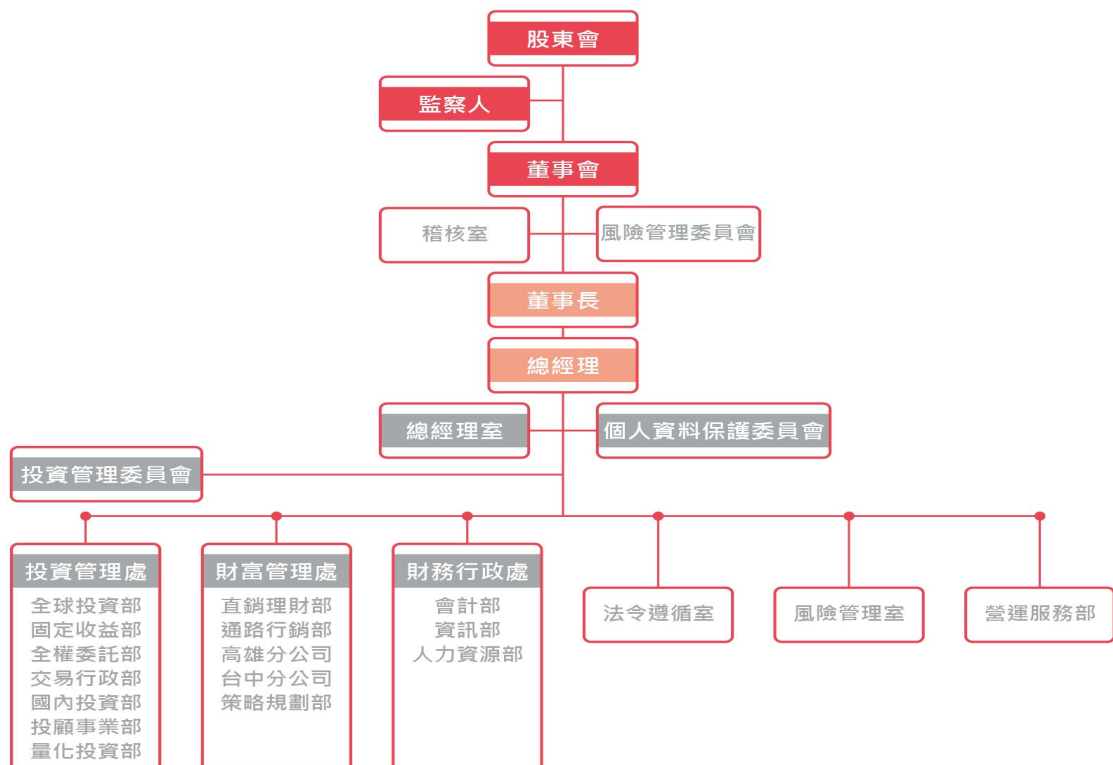 股東會
監察人
董事會
稽核室
風險管理委員會
董事長
總經理
總經理室
個人資料保護委員會
投資管理委員會
投資管理處
全球投資部
固定收益部
全權委託部
交易行政部
國內投資部
投顧事業部
量化投資部
財富管理處
直銷理財部
通路行銷部
高雄分公司
台中分公司
策略規劃部
財務行政處
會計部
資訊部
人力資源部
法令遵循室
風險管理室
營運服務部